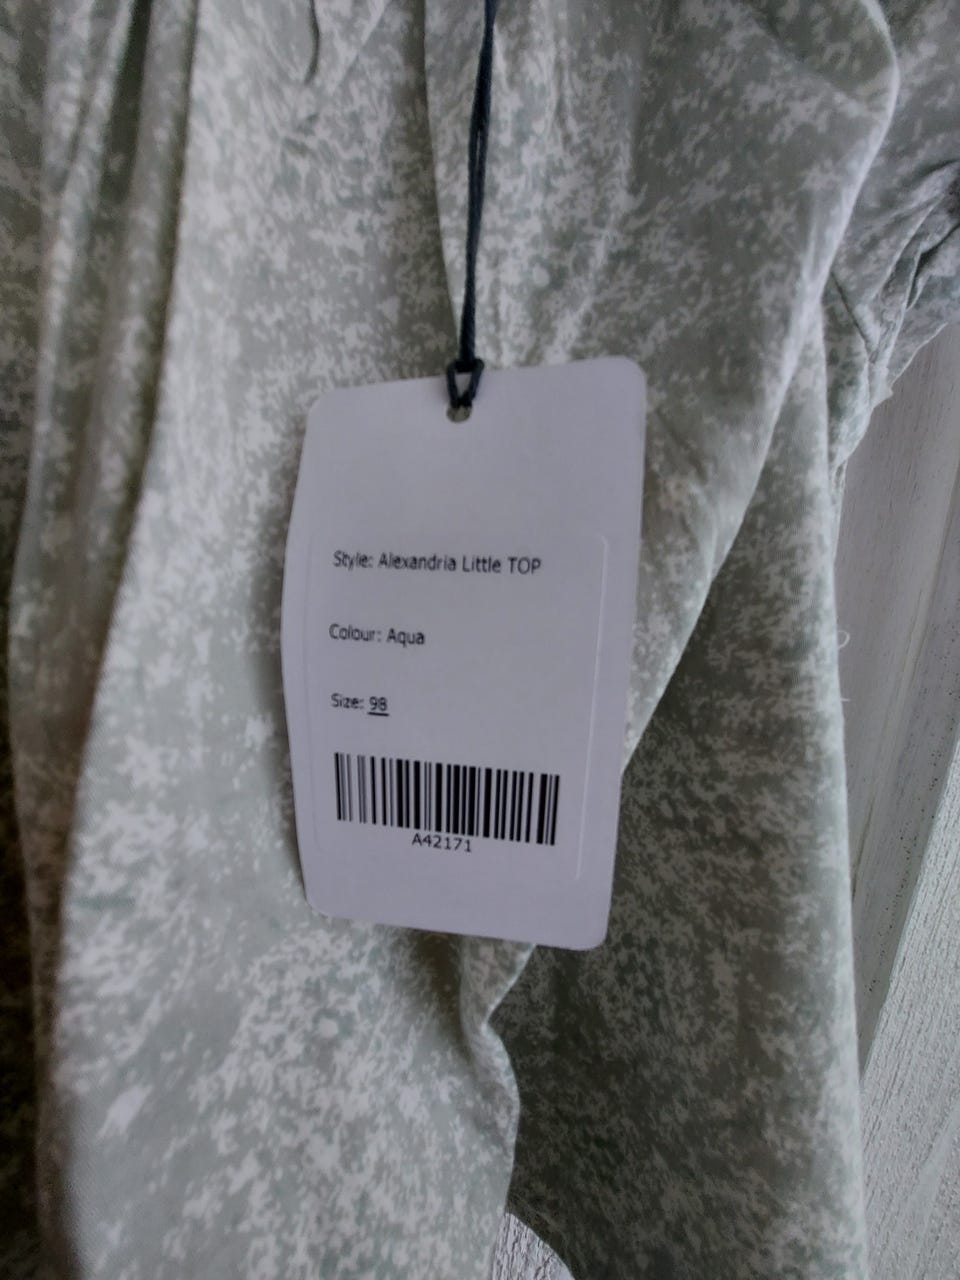 Style: Alexandria Little TOP
Colour: Aqua
Size: 98
A42171